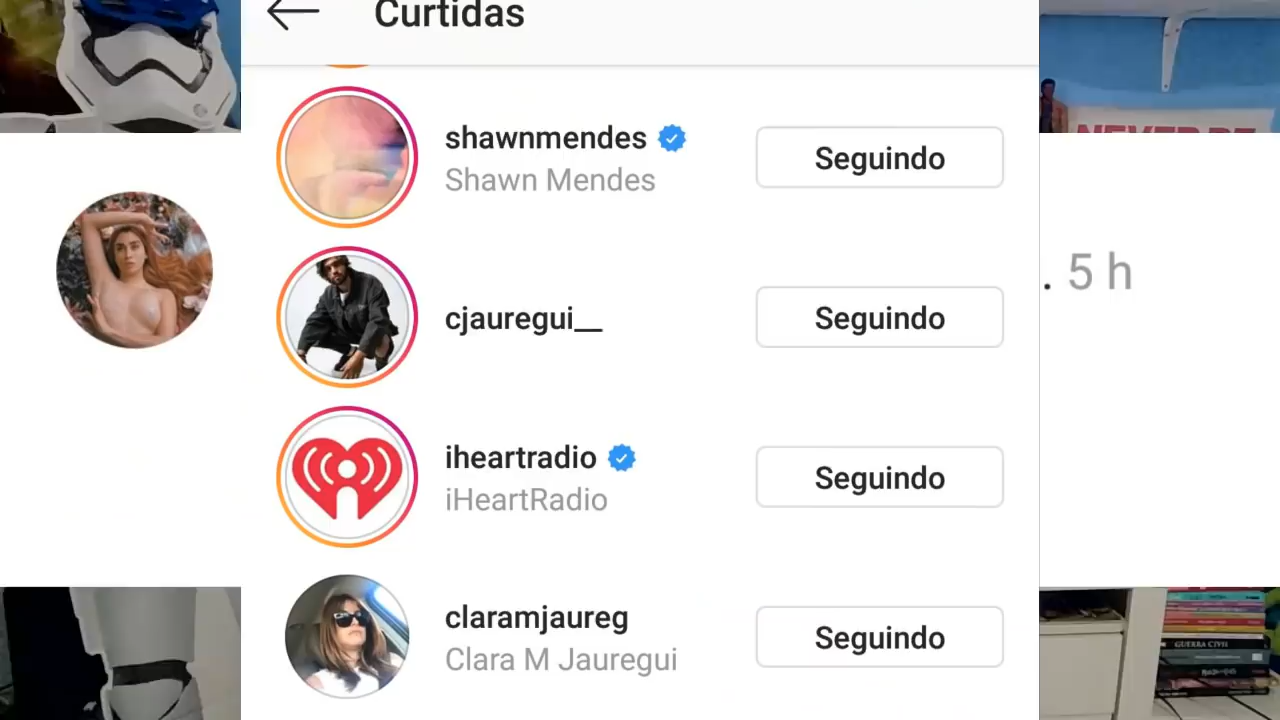 Curtidas
shawnmendes
Shawn Mendes
Seguindo
cjauregui__
Seguindo
. 5 h
iheartradio
iHeartRadio
Seguindo
claramjaureg
Clara M Jauregui
Seguindo
GUERRA CIVIL